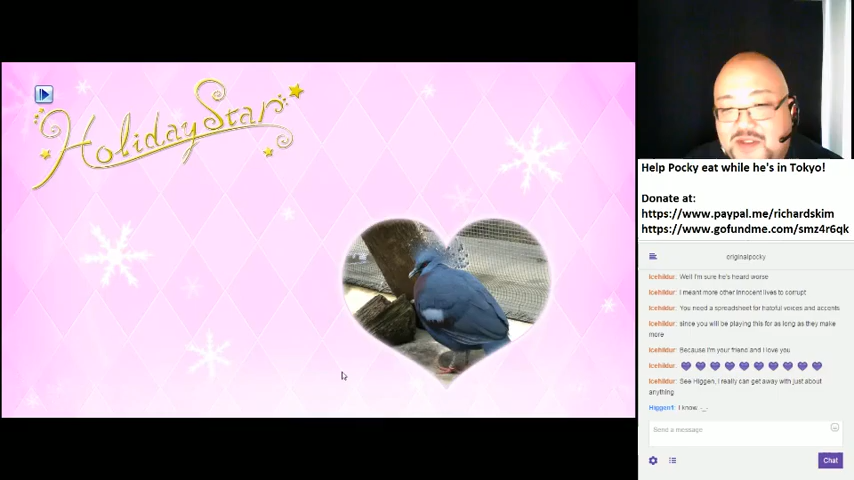 Holiday Star
Help Pocky eat while he's in Tokyo!
Donate at:
https://www.paypal.me/richardskim
https://www.gofundme.com/smz4r6qk
originalpocky
Icehildur: Well I'm sure he's heard worse
Icehildur: I meant more other innocent lives to corrupt
Icehildur: You need a spreadsheet for hateful voices and accents
Icehildur: since you will be playing this for as long as they make
more
Icehildur: Because I'm your friend and I love you
Icehildur:
Icehildur: See Higgen, I really can get away with just about
anything
Higgen1: I know -_-
Send a message
Chat